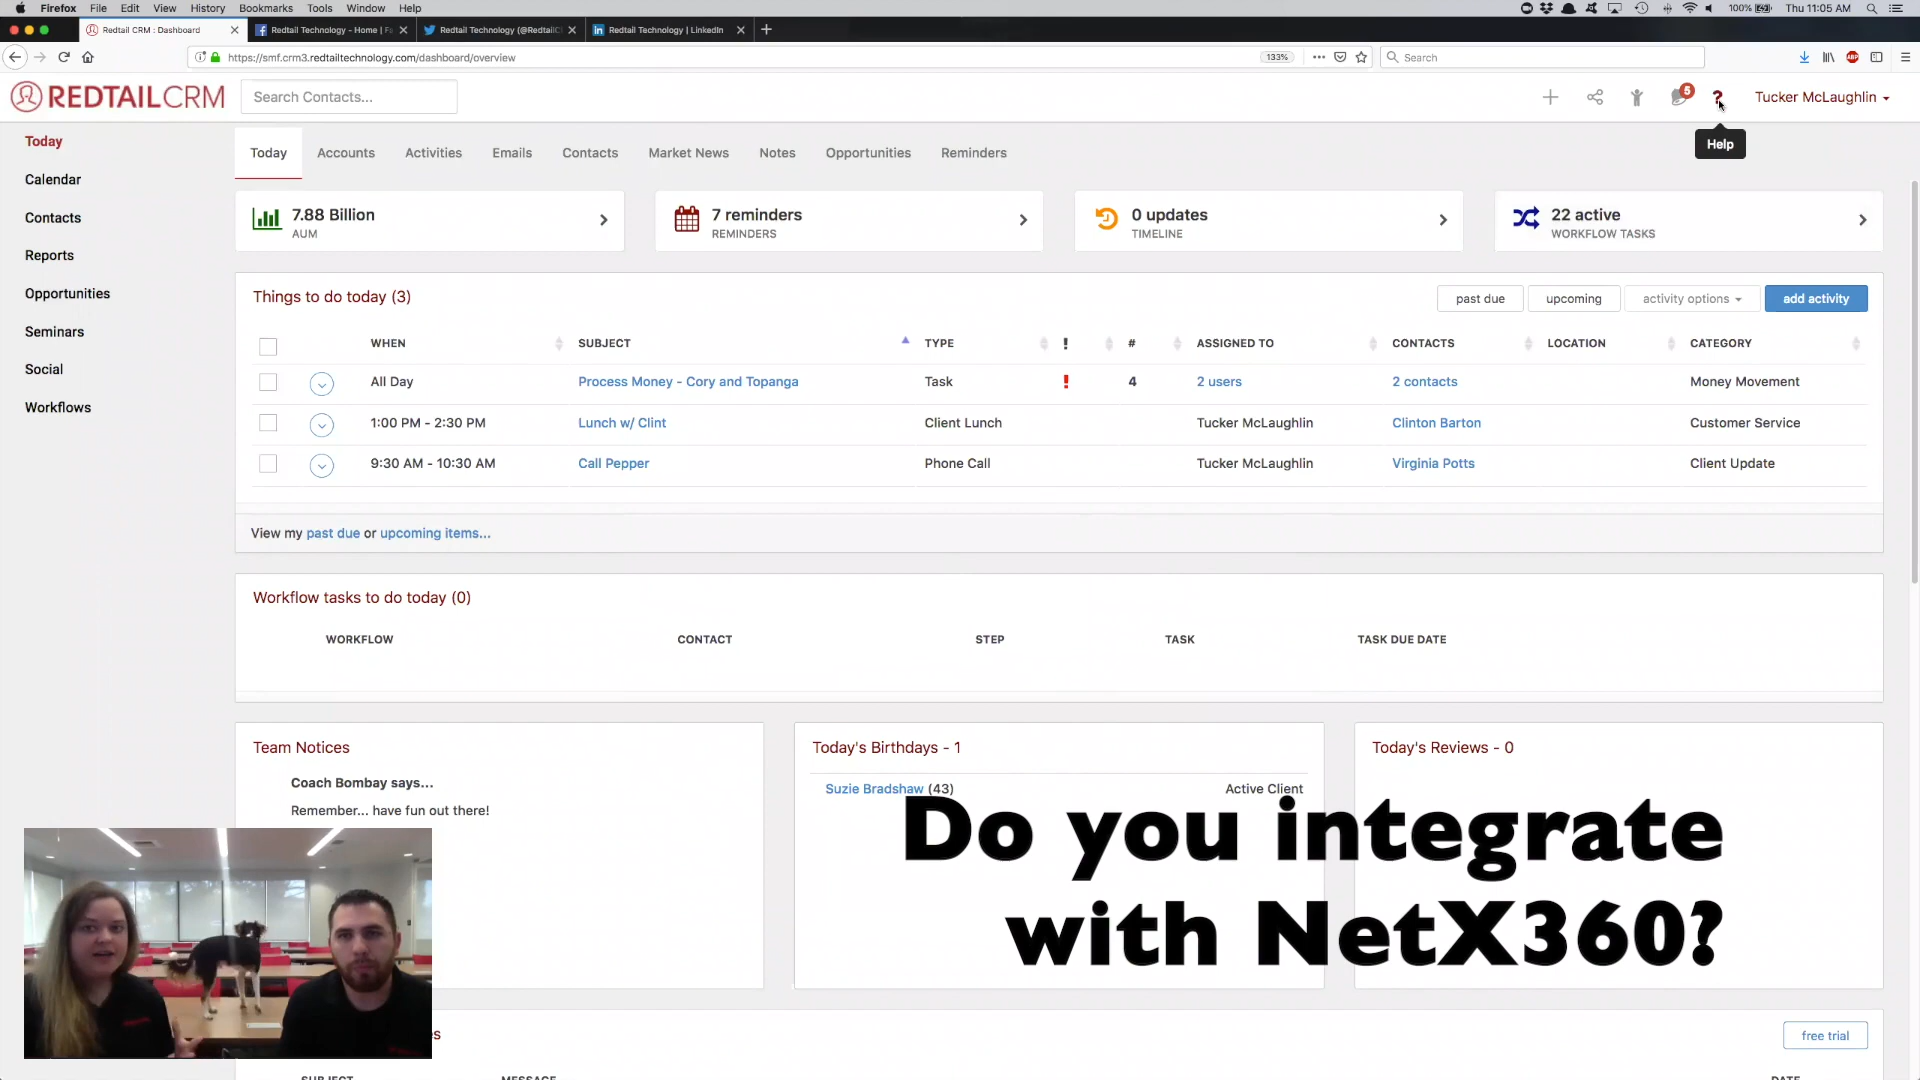 Firefox File Edit View History Bookmarks Tools Window Help 100% Thu 11:05 AM
Redtail CRM : Dashboard Redtail Technology - Home | Fa Redtail Technology (@RedtailC Redtail Technology | LinkedIn
https://smf.crm3.redtailtechnology.com/dashboard/overview 133% Search
REDTAILCRM Search Contacts... 5 ? Tucker McLaughlin
Help
Today
Calendar
Contacts
Reports
Opportunities
Seminars
Social
Workflows
Today Accounts Activities Emails Contacts Market News Notes Opportunities Reminders
7.88 Billion
AUM
7 reminders
REMINDERS
0 updates
TIMELINE
22 active
WORKFLOW TASKS
Things to do today (3) past due upcoming activity options add activity
WHEN SUBJECT TYPE ! # ASSIGNED TO CONTACTS LOCATION CATEGORY
All Day Process Money - Cory and Topanga Task ! 4 2 users 2 contacts Money Movement
1:00 PM - 2:30 PM Lunch w/ Clint Client Lunch Tucker McLaughlin Clinton Barton Customer Service
9:30 AM - 10:30 AM Call Pepper Phone Call Tucker McLaughlin Virginia Potts Client Update
View my past due or upcoming items...
Workflow tasks to do today (0)
WORKFLOW CONTACT STEP TASK TASK DUE DATE
Team Notices
Coach Bombay says...
Remember... have fun out there!
Today's Birthdays - 1
Suzie Bradshaw (43) Active Client
Today's Reviews - 0
Do you integrate
with NetX360?
free trial
SUBJECT MESSAGE DATE